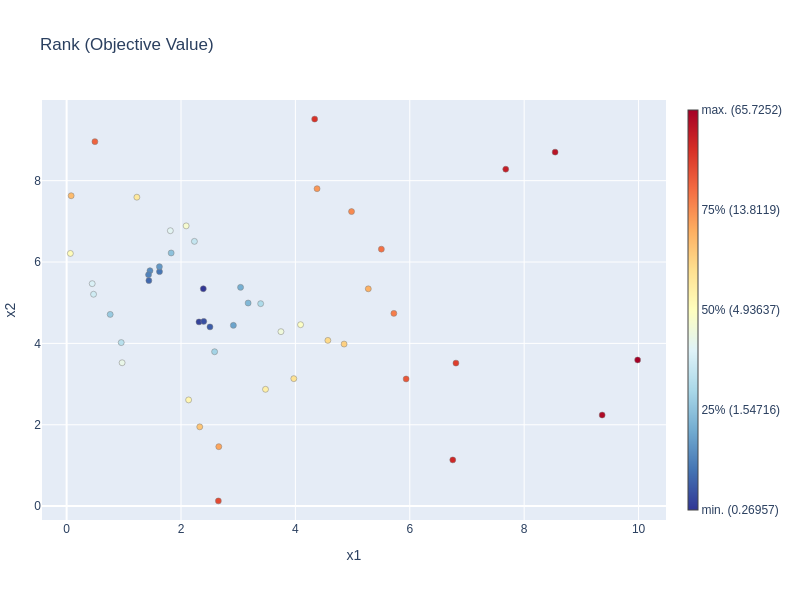 Rank (Objective Value)
max. (65.7252)
75% (13.8119)
50% (4.93637)
25% (1.54716)
min. (0.26957)
8
6
4
2
0
x2
0
2
4
6
8
10
x1